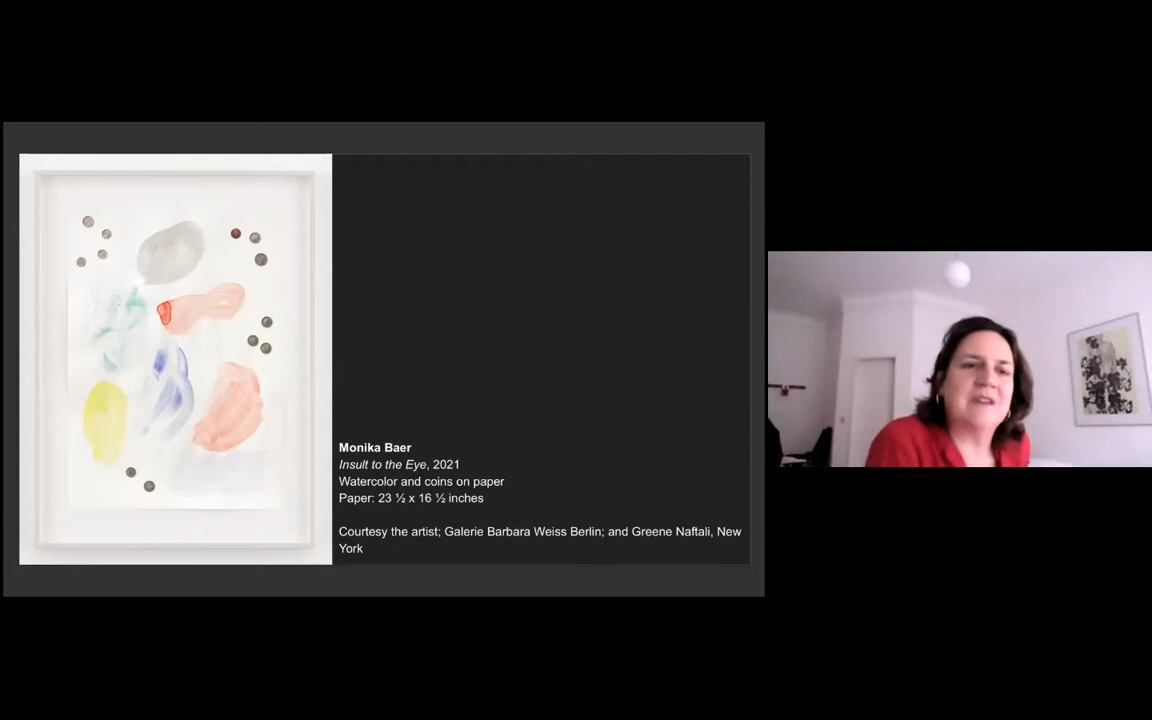 Monika Baer
Insult to the Eye, 2021
Watercolor and coins on paper
Paper: 23 ½ x 16 ½ inches
Courtesy the artist; Galerie Barbara Weiss Berlin; and Greene Naftali, New
York